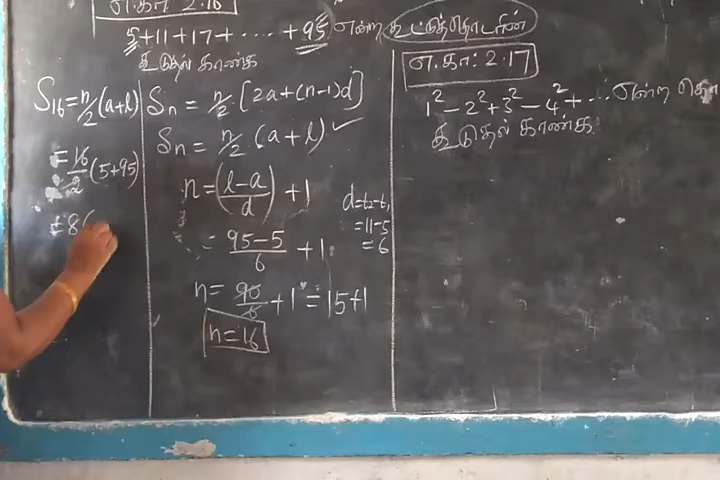 எ.கா 2.16
5+11+17+ ..... +95 என்ற கூட்டுத்தொடரின்
கூடுதல் காண்க
S₁₆ = n/2 (a+l)
= 16/2 (5+95)
= 8(
Sn = n/2 . [2a+(n-1)d]
Sn = n/2 . (a+l) ✓
n = ((l-a)/d) + 1
d = t₂-t₁
= 11-5
= 6
= (95-5)/6 + 1
n = 90/6 + 1 = 15+1
n = 16
எ.கா: 2.17
1² - 2² + 3² - 4² + ... என்ற தொ
கூடுதல் காண்க.